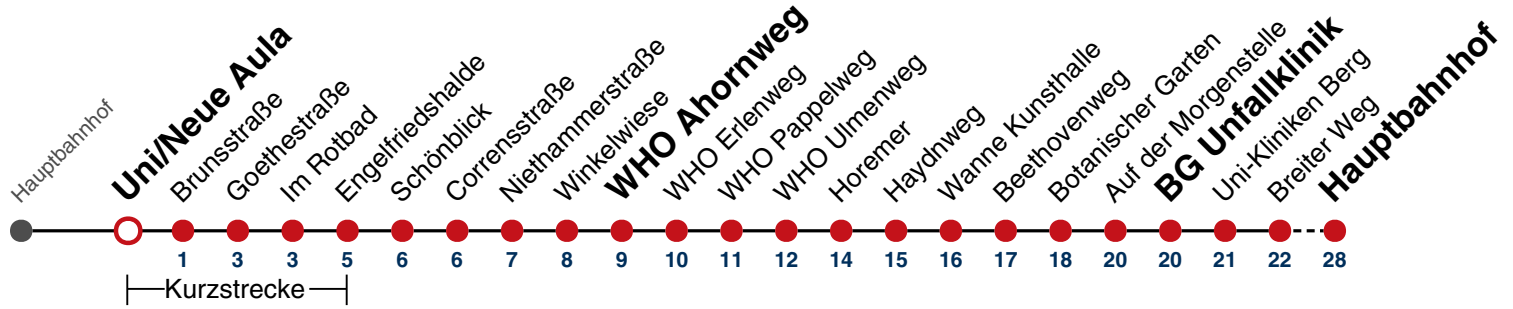 Hauptbahnhof
Uni/Neue Aula
Brunsstraße
Goethestraße
Im Rotbad
Engelfriedshalde
Schönblick
Corrensstraße
Niethammerstraße
Winkelwiese
WHO Ahornweg
WHO Erlenweg
WHO Pappelweg
WHO Ulmenweg
Horemer
Haydnweg
Wanne Kunsthalle
Beethovenweg
Botanischer Garten
Auf der Morgenstelle
BG Unfallklinik
Uni-Kliniken Berg
Breiter Weg
Hauptbahnhof
1 3 3 5 6 6 7 8 9 10 11 12 14 15 16 17 18 20 20 21 22 28
Kurzstrecke